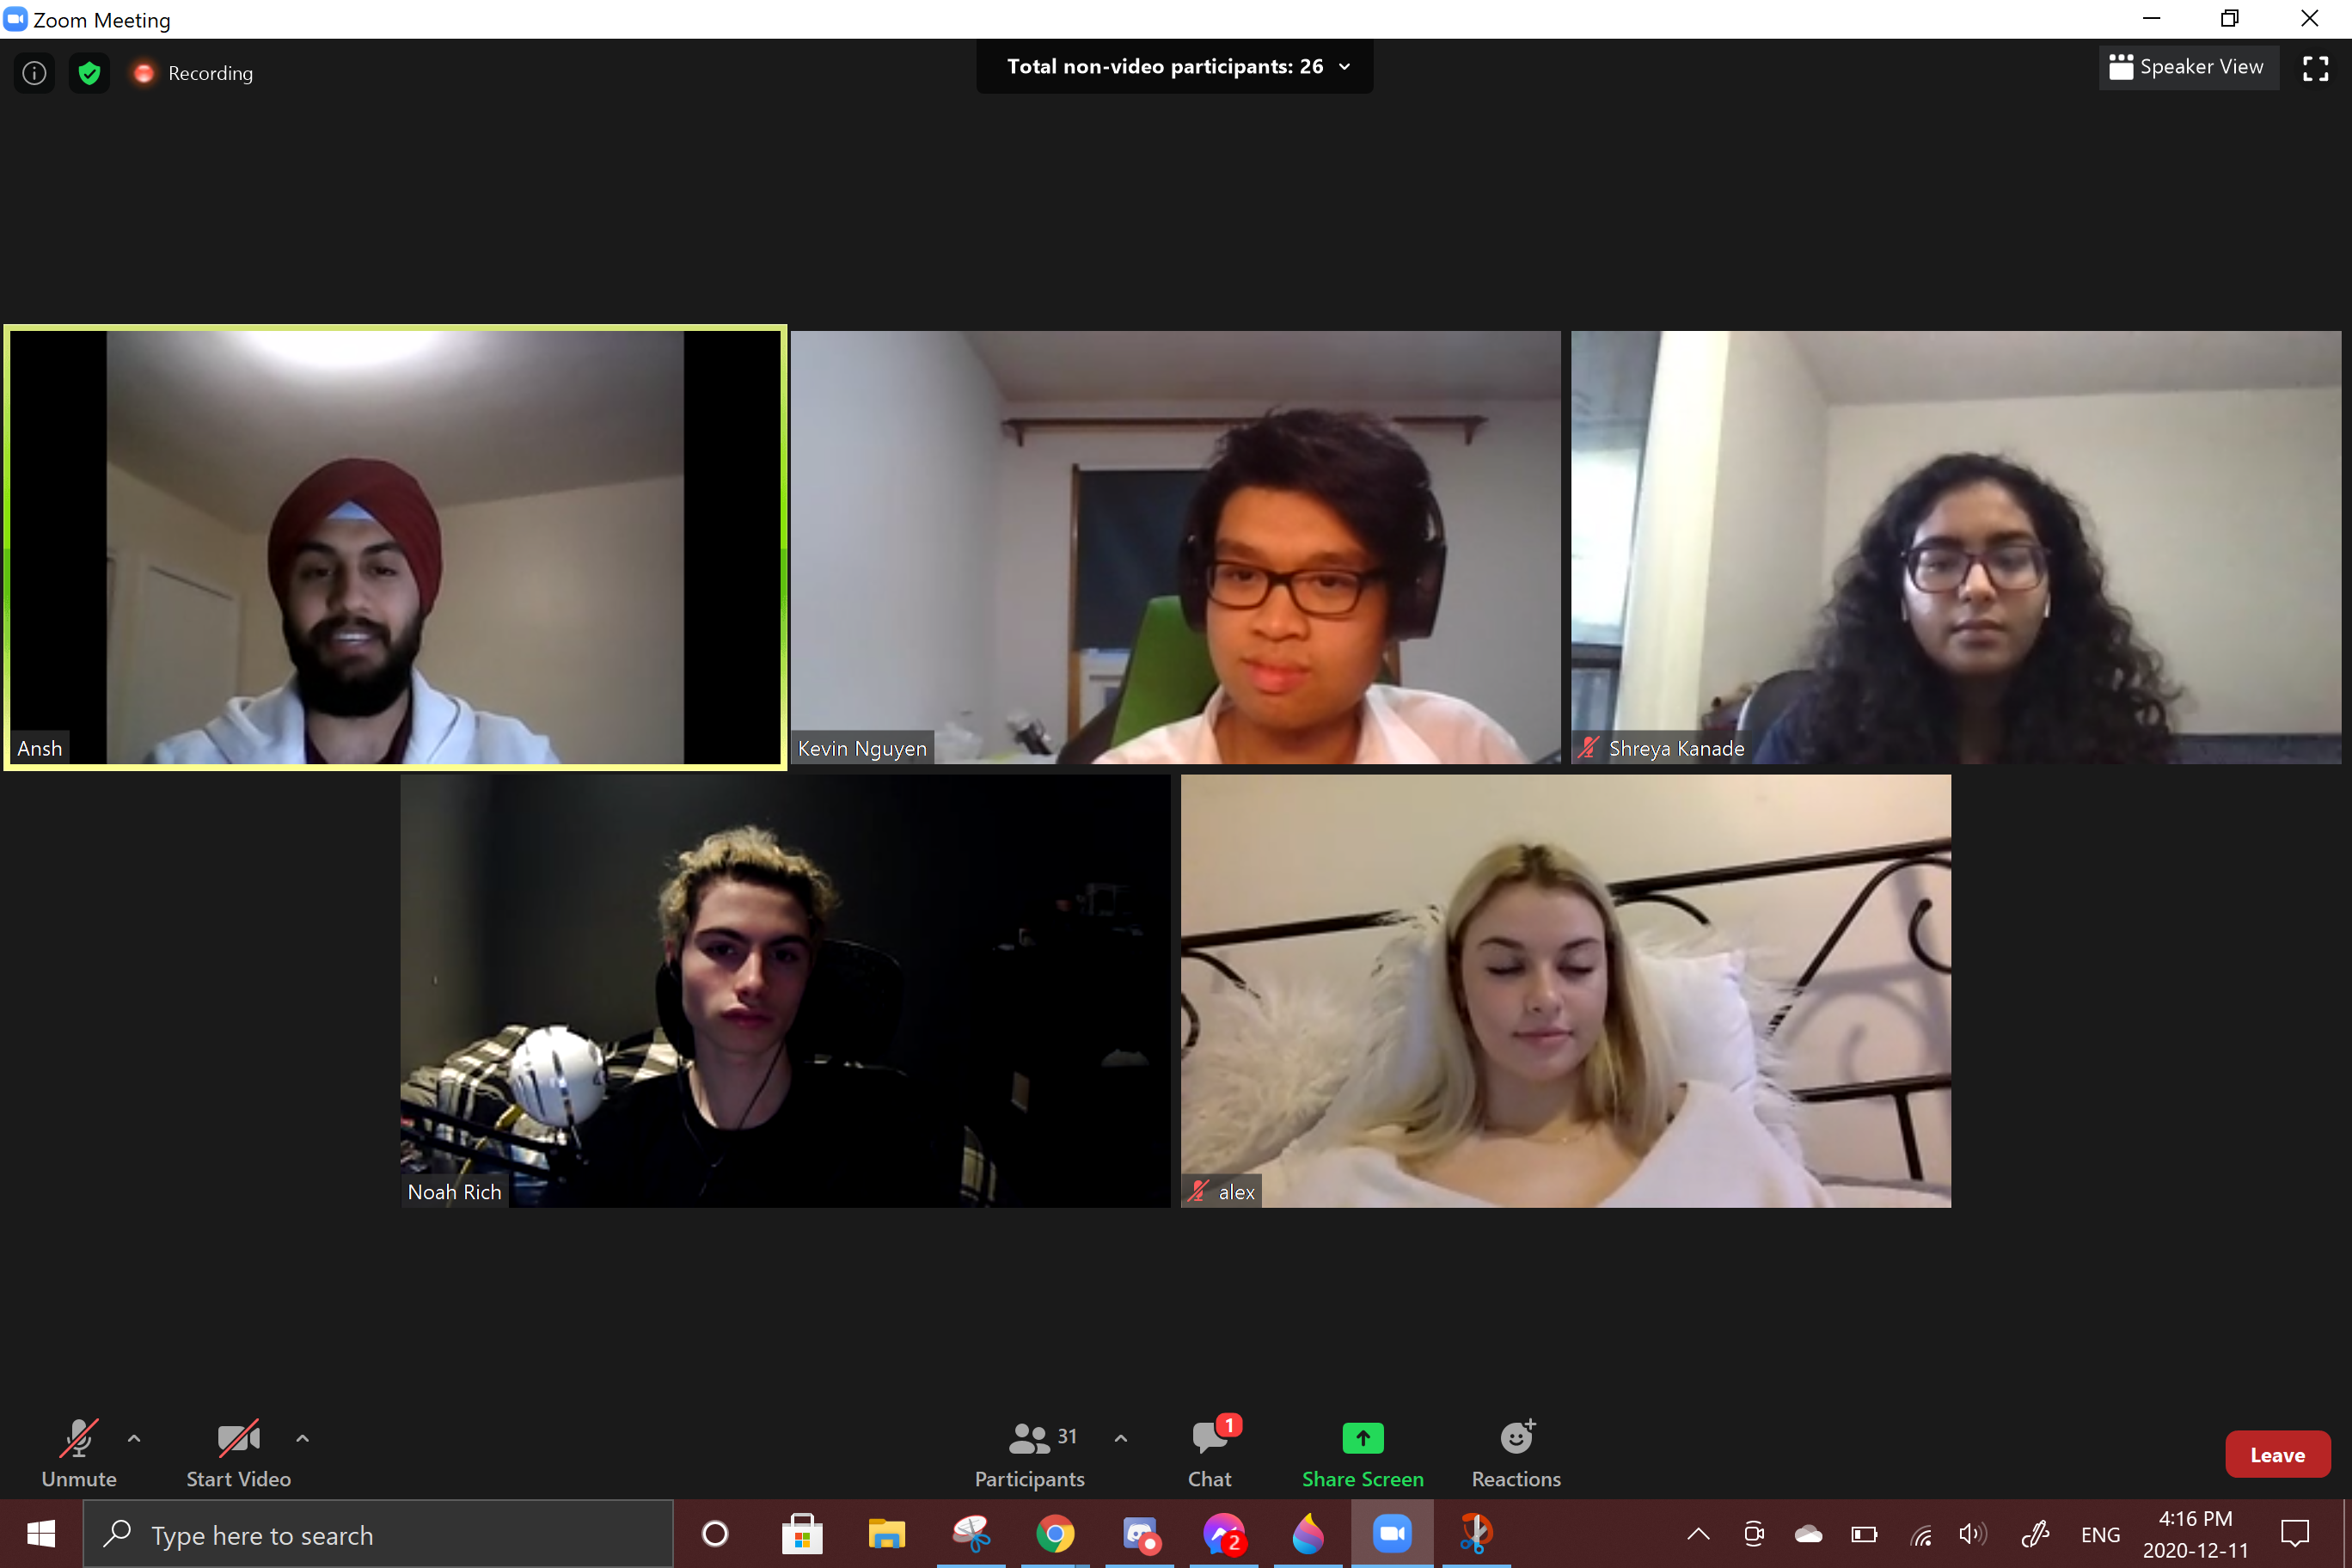 Zoom Meeting
Recording
Total non-video participants: 26
Speaker View
Ansh
Kevin Nguyen
Shreya Kanade
Noah Rich
alex
31
1
Unmute
Start Video
Participants
Chat
Share Screen
Reactions
Leave
Type here to search
2
ENG
4:16 PM
2020-12-11